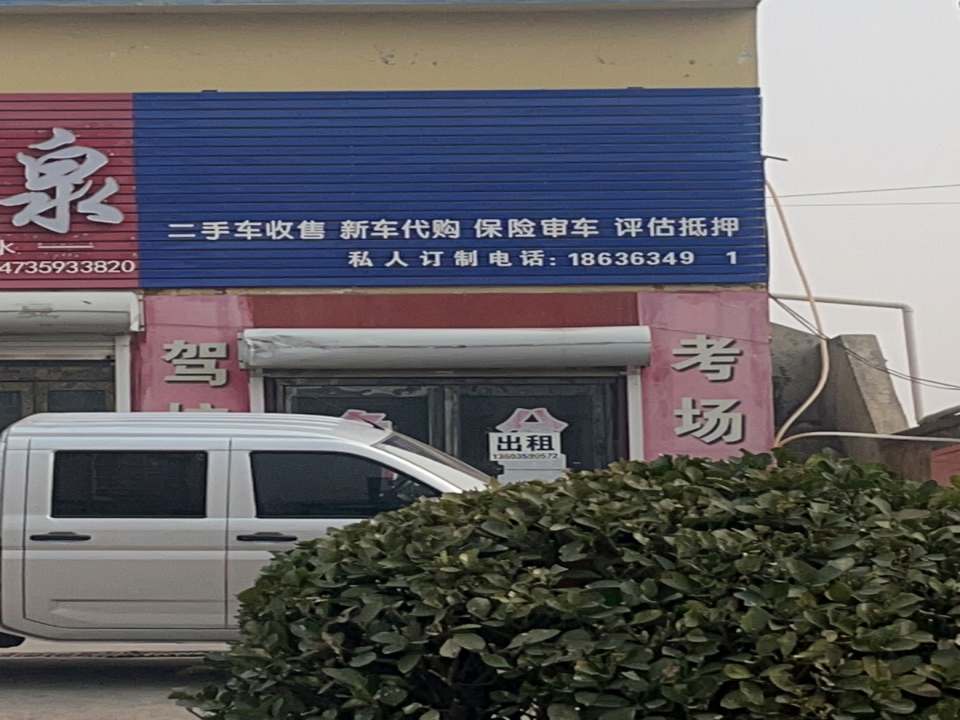 泉
水
4735933820
二手车收售 新车代购 保险审车 评估抵押
私人订制电话:18636349 1
驾
考
场
出租